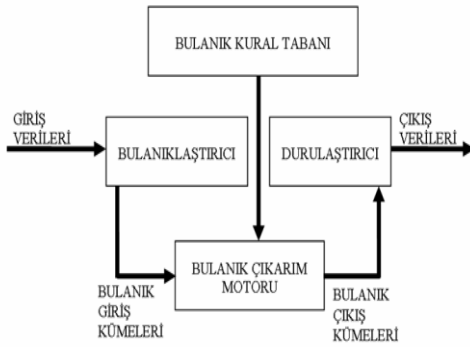 BULANIK KURAL TABANI
GİRİŞ
VERİLERİ
ÇIKIŞ
VERİLERİ
BULANIKLAŞTIRICI
DURULAŞTIRICI
BULANIK ÇIKARIM
MOTORU
BULANIK
GİRİŞ
KÜMELERİ
BULANIK
ÇIKIŞ
KÜMELERİ